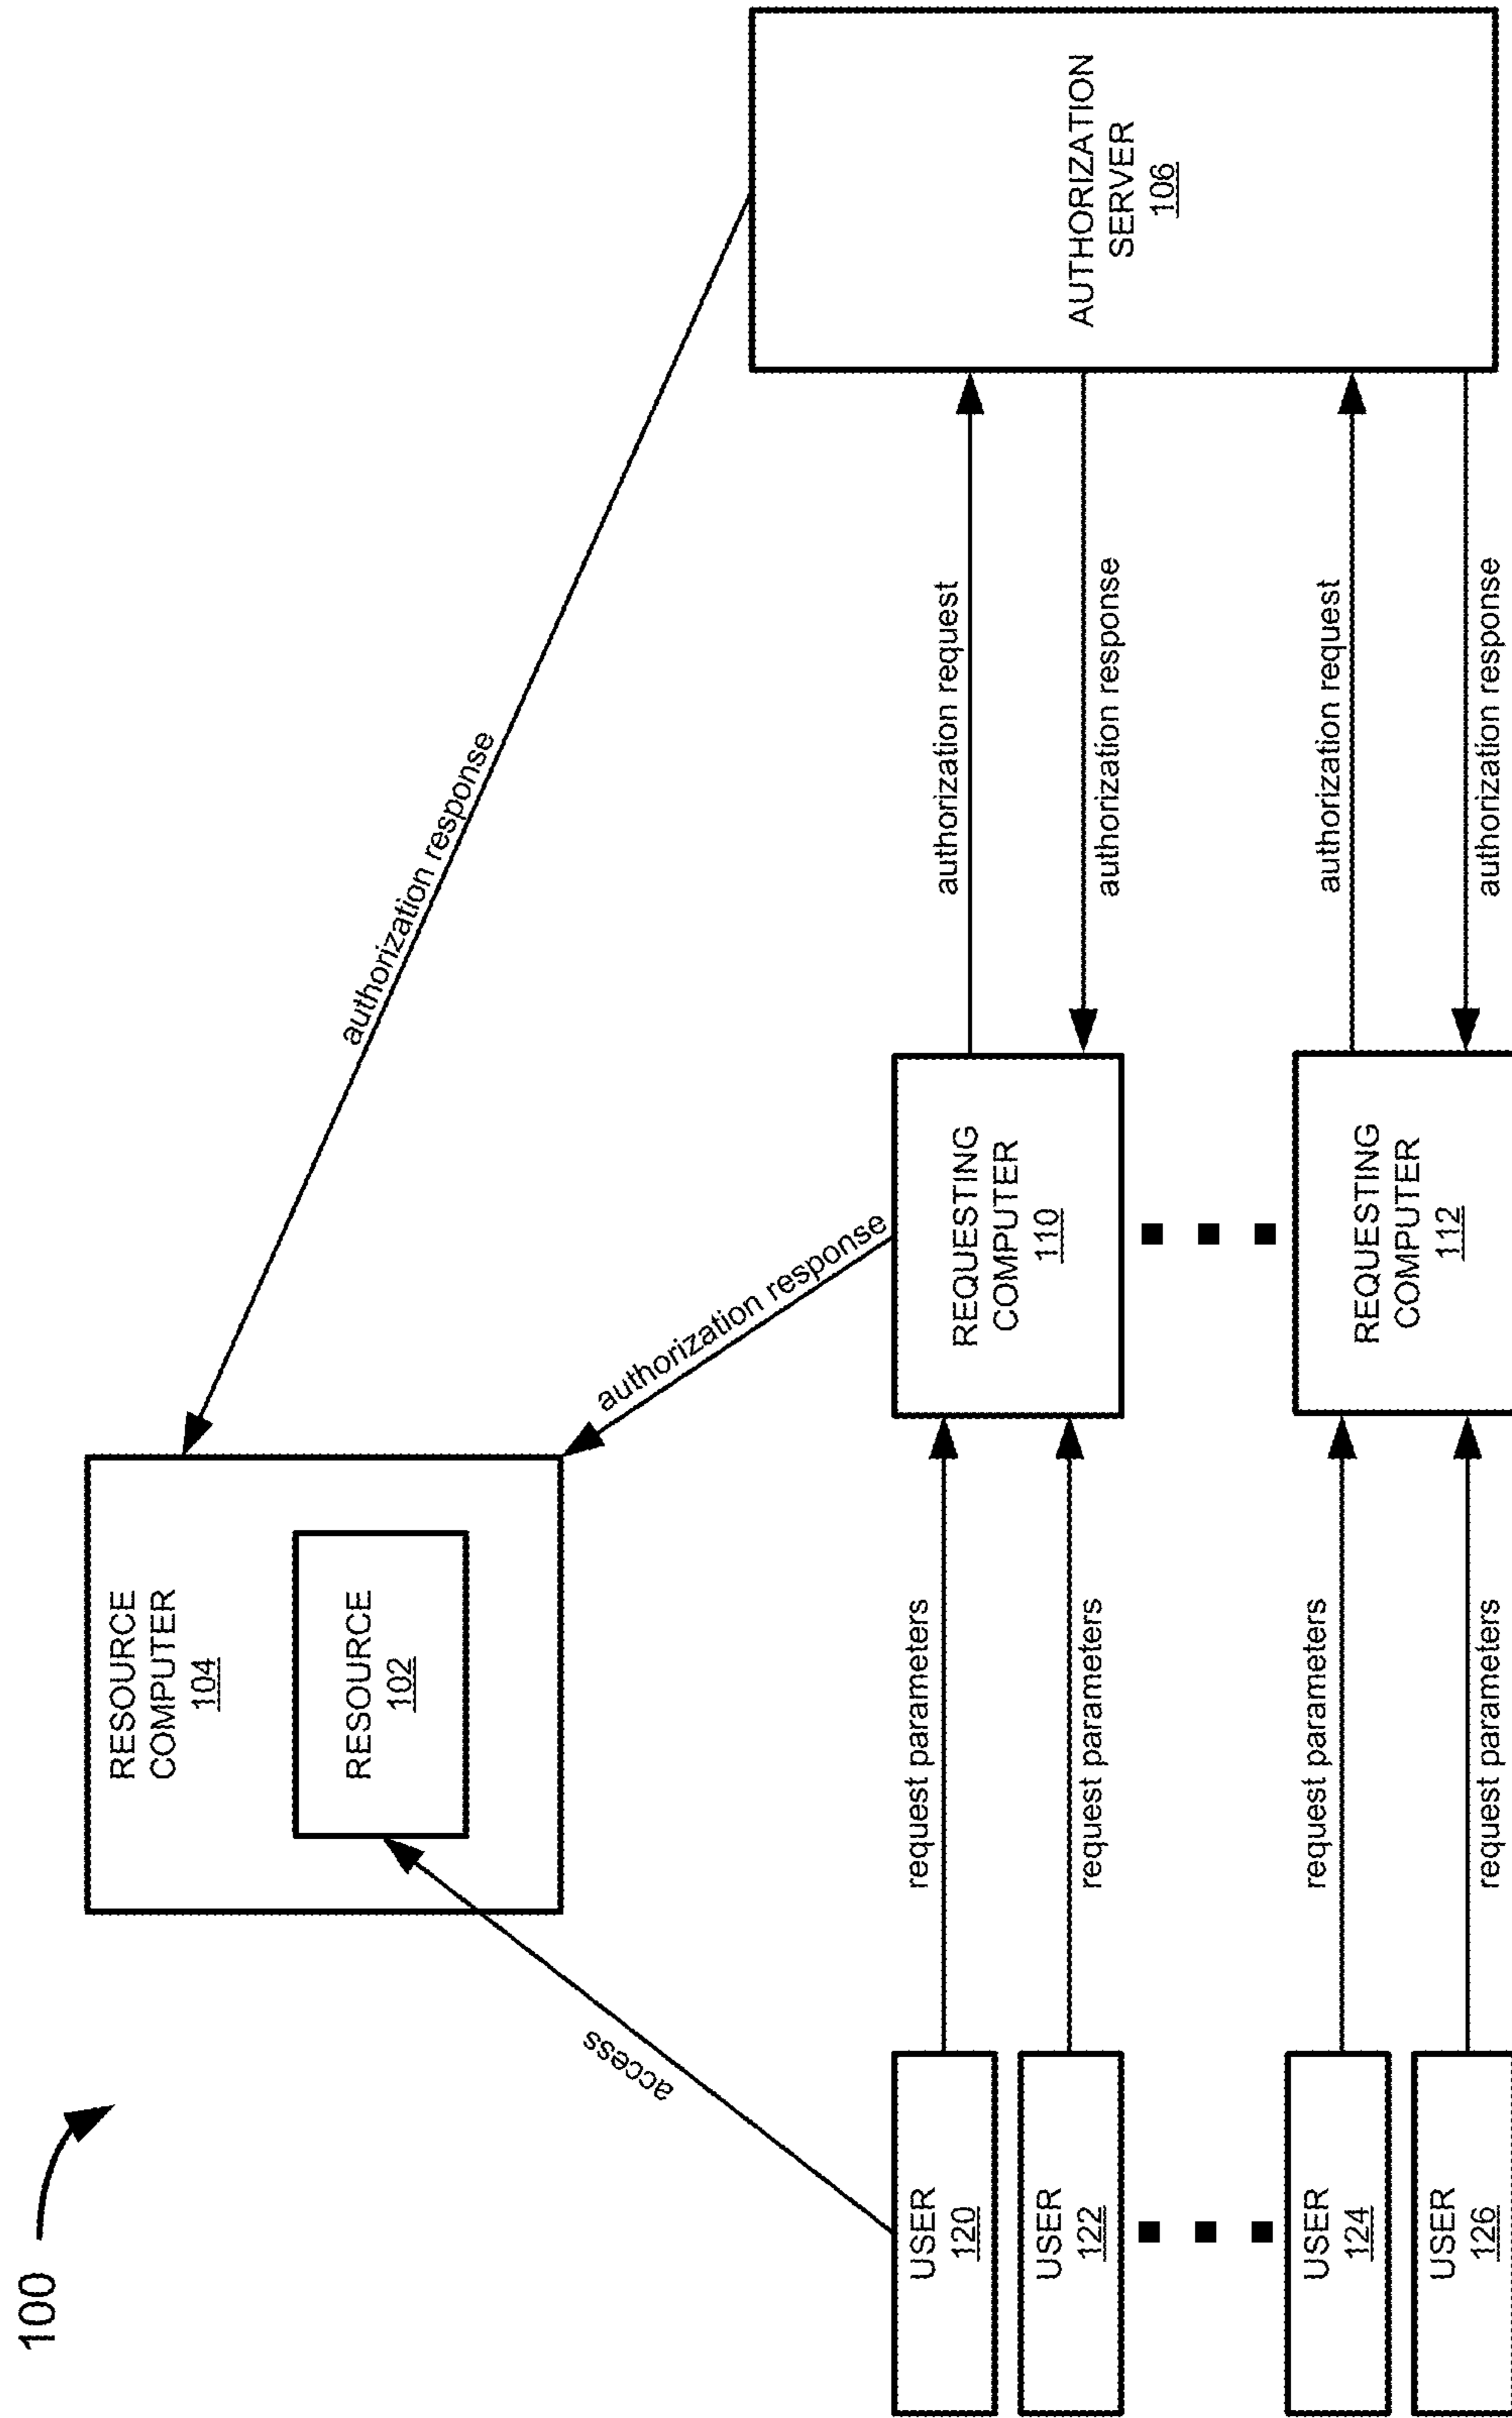 100
RESOURCE
COMPUTER
104
RESOURCE
102
authorization response
access
authorization response
USER
120
request parameters
REQUESTING
COMPUTER
110
authorization request
AUTHORIZATION
SERVER
106
USER
122
request parameters
authorization response
USER
124
request parameters
REQUESTING
COMPUTER
112
authorization request
USER
126
request parameters
authorization response